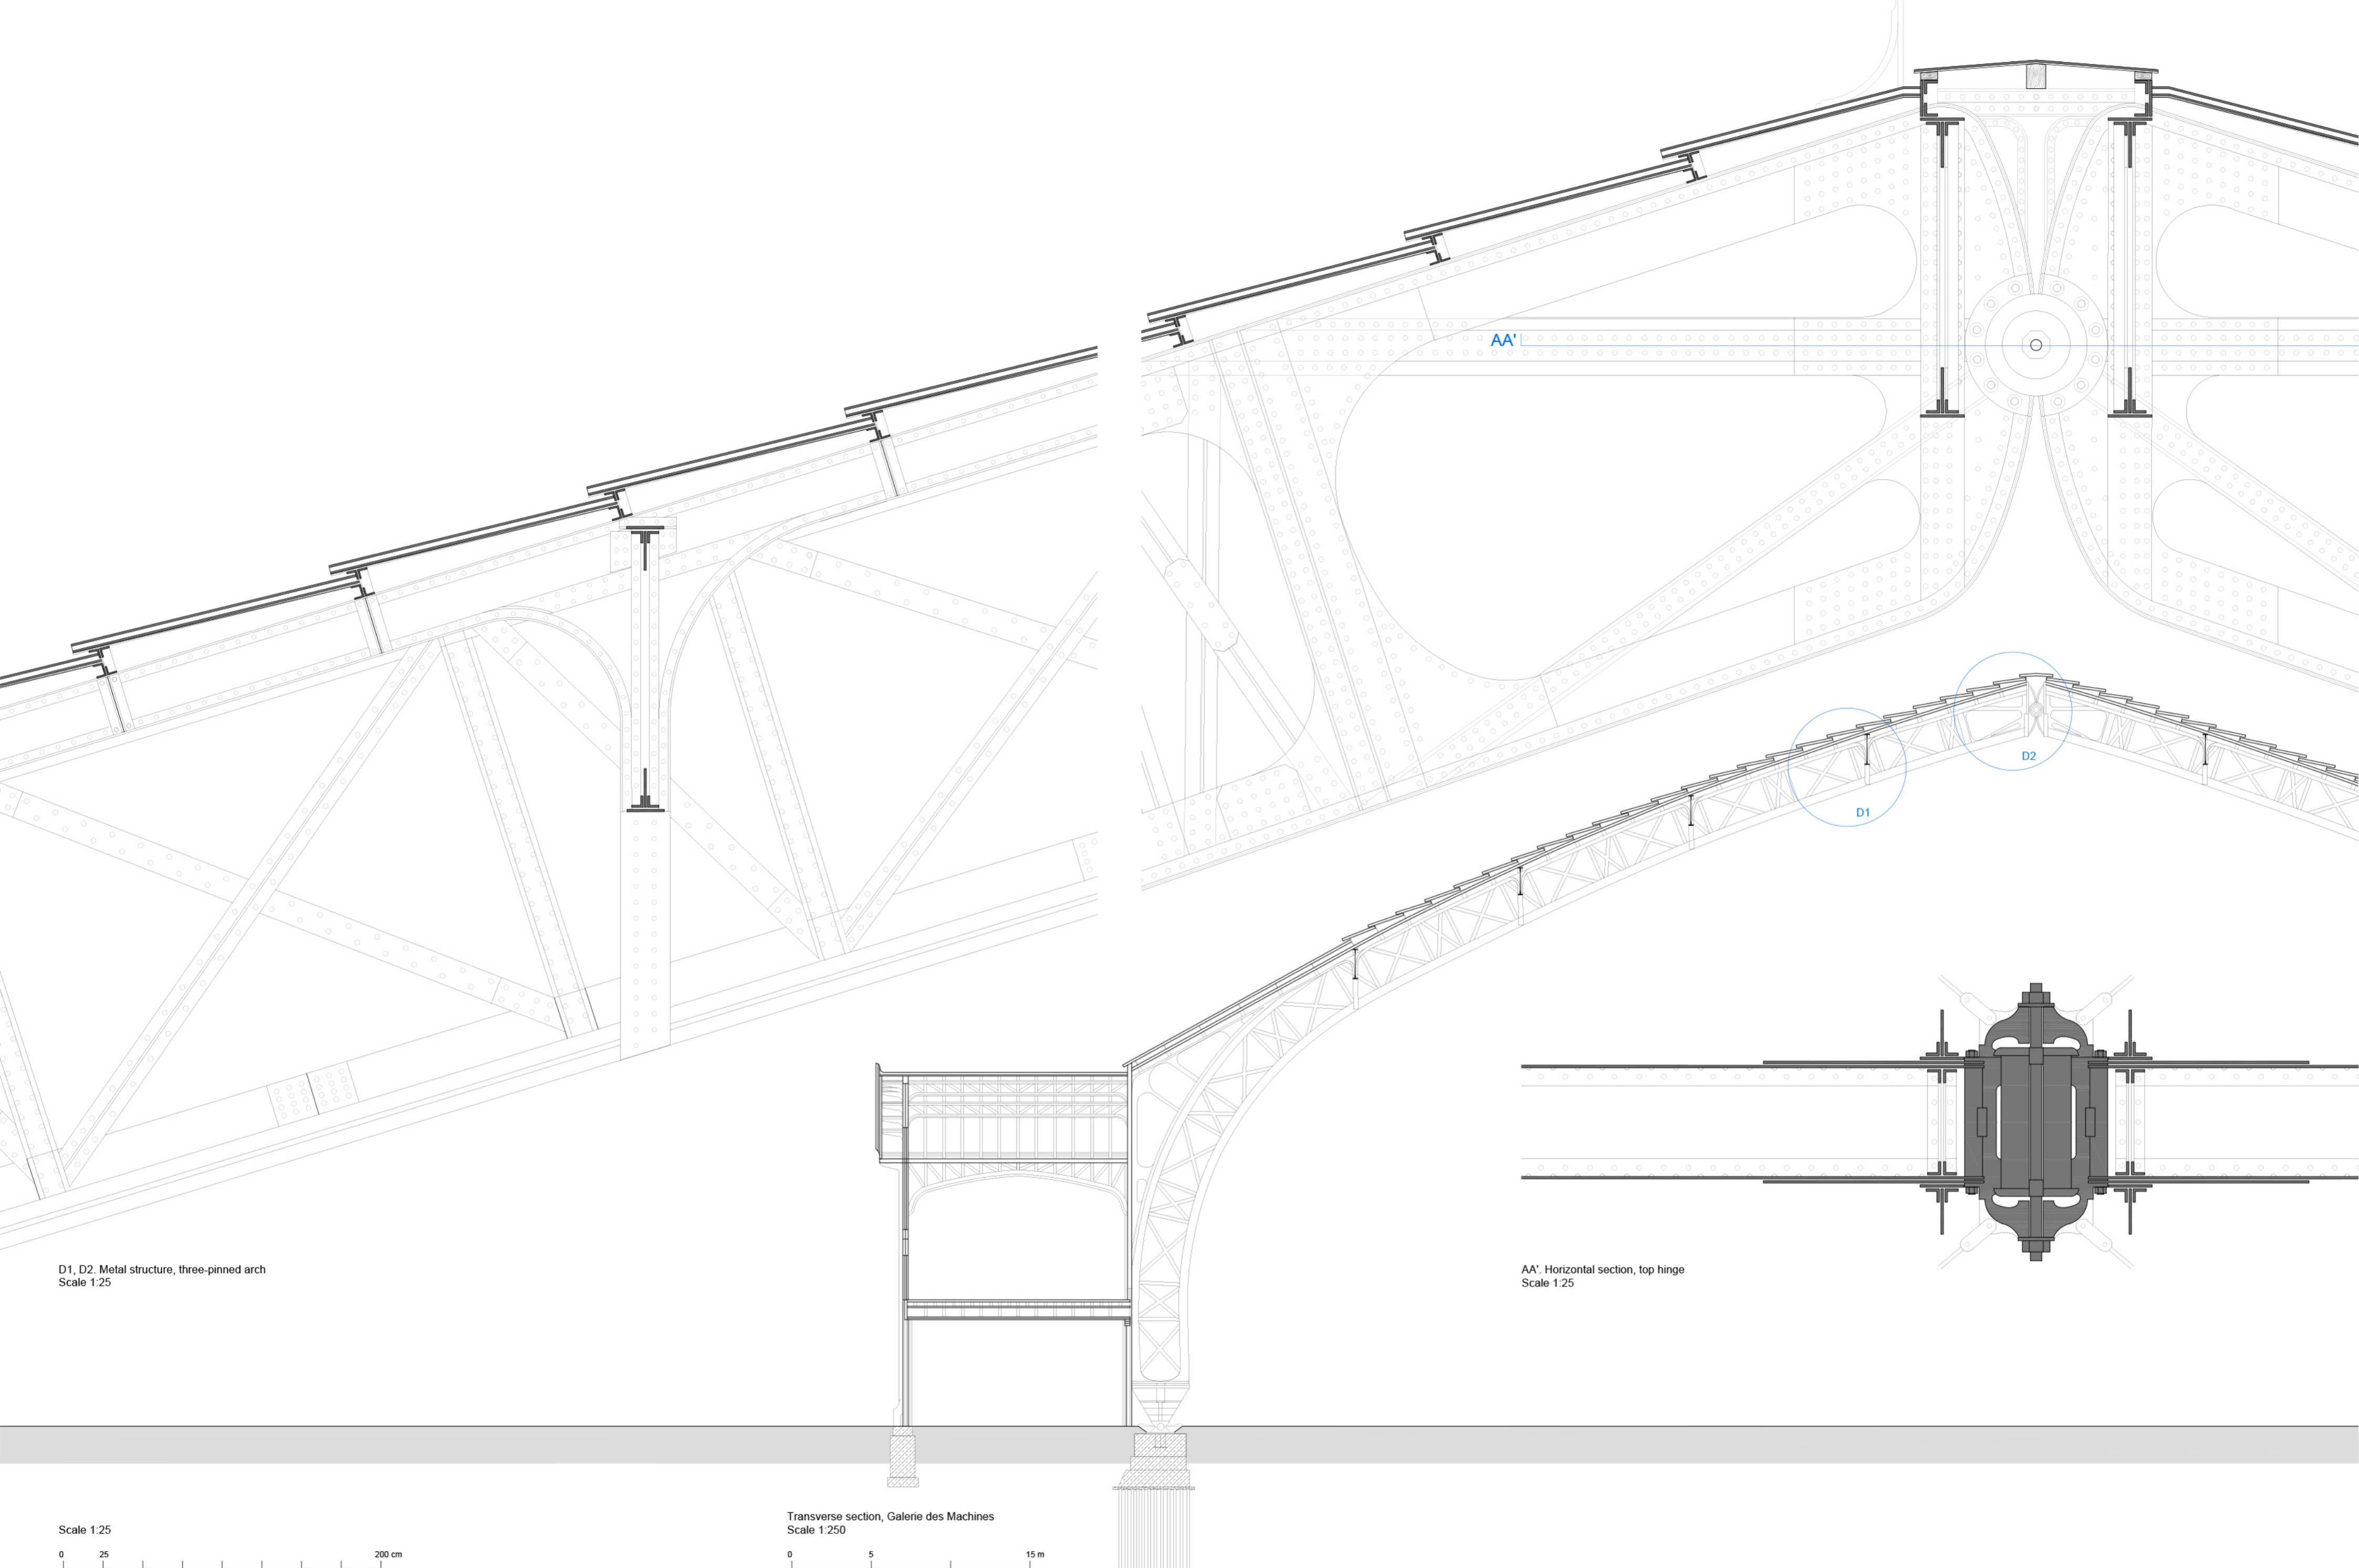 AA'
D2
D1
D1, D2. Metal structure, three-pinned arch
Scale 1:25
AA'. Horizontal section, top hinge
Scale 1:25
Transverse section, Galerie des Machines
Scale 1:250
Scale 1:25
0 25 200 cm
0 5 15 m